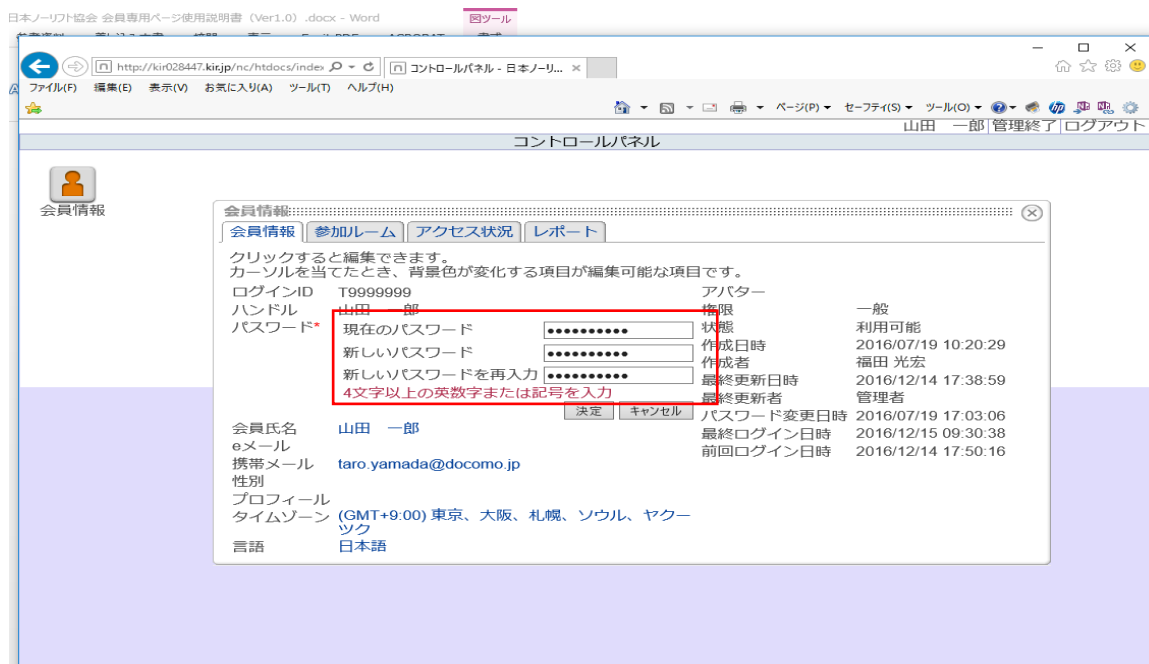 日本ノーリフト協会 会員専用ページ使用説明書（Ver1.0）.docx - Word
図ツール
http://kir028447.kir.jp/nc/htdocs/index
コントロールパネル - 日本ノーリ...
ファイル(F) 編集(E) 表示(V) お気に入り(A) ツール(T) ヘルプ(H)
ページ(P) セーフティ(S) ツール(O)
山田 一郎 管理終了 ログアウト
コントロールパネル
会員情報
会員情報
会員情報 参加ルーム アクセス状況 レポート
クリックすると編集できます。
カーソルを当てたとき、背景色が変化する項目が編集可能な項目です。
ログインID T9999999
ハンドル 山田 一郎
パスワード*
現在のパスワード ●●●●●●●●●●
新しいパスワード ●●●●●●●●●●
新しいパスワードを再入力 ●●●●●●●●●●
4文字以上の英数字または記号を入力
決定 キャンセル
会員氏名 山田 一郎
eメール
携帯メール taro.yamada@docomo.jp
性別
プロフィール
タイムゾーン (GMT+9:00) 東京、大阪、札幌、ソウル、ヤクー
ツク
言語 日本語
アバター
権限 一般
状態 利用可能
作成日時 2016/07/19 10:20:29
作成者 福田 光宏
最終更新日時 2016/12/14 17:38:59
最終更新者 管理者
パスワード変更日時 2016/07/19 17:03:06
最終ログイン日時 2016/12/15 09:30:38
前回ログイン日時 2016/12/14 17:50:16